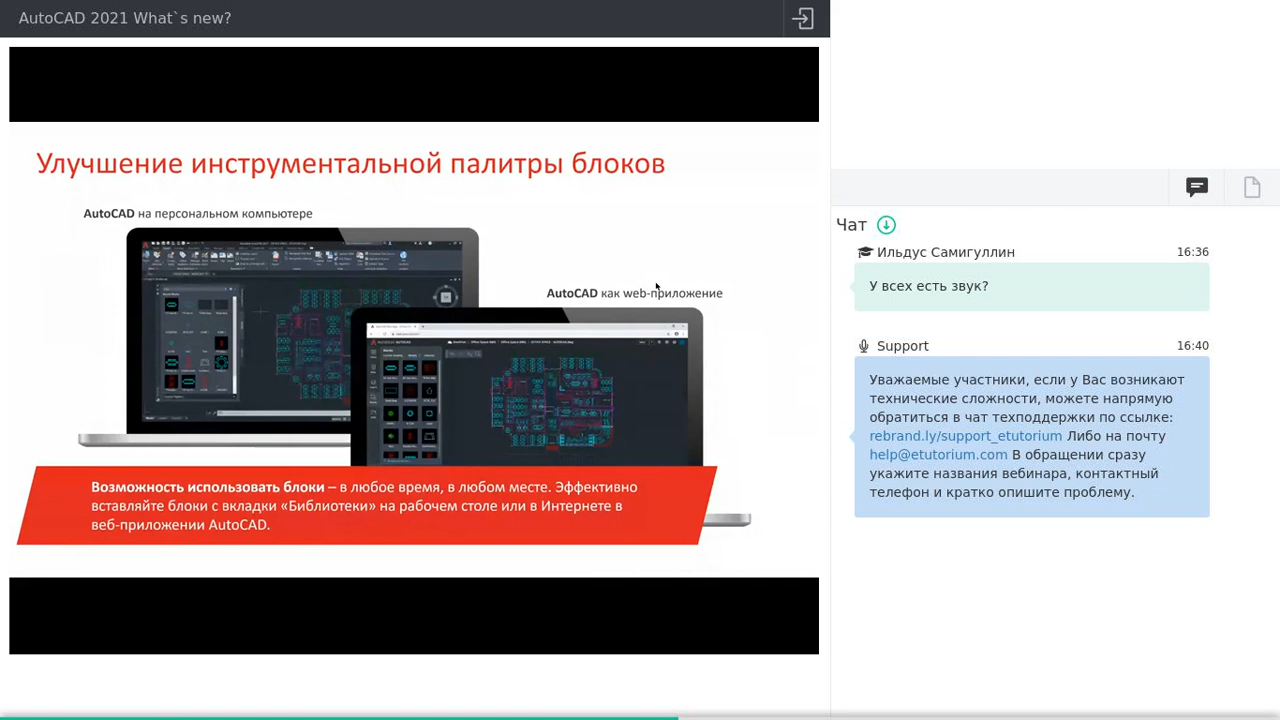 AutoCAD 2021 What`s new?
Улучшение инструментальной палитры блоков
AutoCAD на персональном компьютере
AutoCAD как web-приложение
Возможность использовать блоки – в любое время, в любом месте. Эффективно
вставляйте блоки с вкладки «Библиотеки» на рабочем столе или в Интернете в
веб-приложении AutoCAD.
Чат
Ильдус Самигуллин 16:36
У всех есть звук?
Support 16:40
Уважаемые участники, если у Вас возникают
технические сложности, можете напрямую
обратиться в чат техподдержки по ссылке:
rebrand.ly/support_etutorium Либо на почту
help@etutorium.com В обращении сразу
укажите названия вебинара, контактный
телефон и кратко опишите проблему.